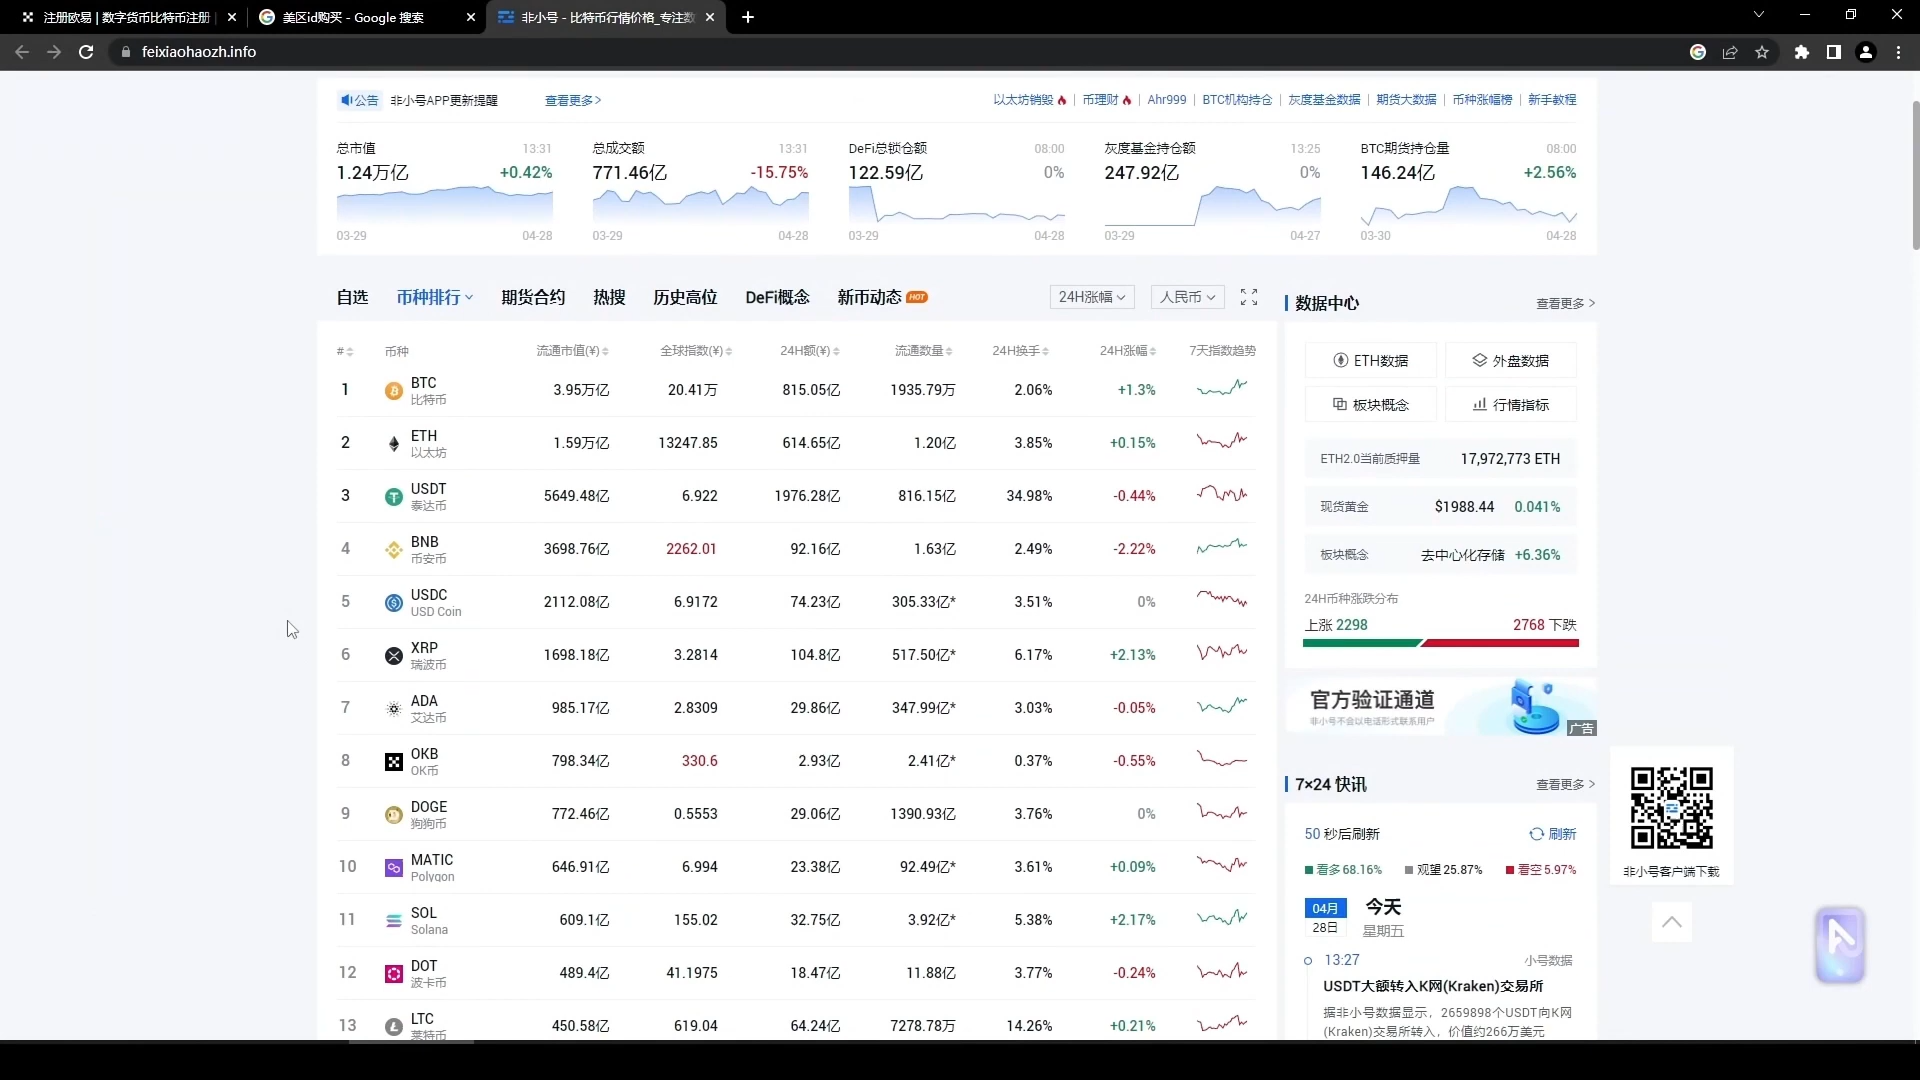 注册欧易 | 数字货币比特币注册
美区id购买 - Google 搜索
非小号 - 比特币行情价格_专注数
feixiaohaozh.info
公告 非小号APP更新提醒 查看更多>
以太坊销毁 | 币理财 | Ahr999 | BTC机构持仓 | 灰度基金数据 | 期货大数据 | 币种涨幅榜 | 新手教程
总市值 13:31 总成交额 13:31 DeFi总锁仓额 08:00 灰度基金持仓额 13:25 BTC期货持仓量 08:00
1.24万亿 +0.42% 771.46亿 -15.75% 122.59亿 0% 247.92亿 0% 146.24亿 +2.56%
03-29 04-28 03-29 04-28 03-29 04-28 03-29 04-27 03-30 04-28
自选 币种排行 期货合约 热搜 历史高位 DeFi概念 新币动态 HOT 24H涨幅 人民币
# 币种 流通市值(¥) 全球指数(¥) 24H额(¥) 流通数量 24H换手 24H涨幅 7天指数趋势
1 BTC 3.95万亿 20.41万 815.05亿 1935.79万 2.06% +1.3%
比特币
2 ETH 1.59万亿 13247.85 614.65亿 1.20亿 3.85% +0.15%
以太坊
3 USDT 5649.48亿 6.922 1976.28亿 816.15亿 34.98% -0.44%
泰达币
4 BNB 3698.76亿 2262.01 92.16亿 1.63亿 2.49% -2.22%
币安币
5 USDC 2112.08亿 6.9172 74.23亿 305.33亿* 3.51% 0%
USD Coin
6 XRP 1698.18亿 3.2814 104.8亿 517.50亿* 6.17% +2.13%
瑞波币
7 ADA 985.17亿 2.8309 29.86亿 347.99亿* 3.03% -0.05%
艾达币
8 OKB 798.34亿 330.6 2.93亿 2.41亿* 0.37% -0.55%
OK币
9 DOGE 772.46亿 0.5553 29.06亿 1390.93亿 3.76% 0%
狗狗币
10 MATIC 646.91亿 6.994 23.38亿 92.49亿* 3.61% +0.09%
Polygon
11 SOL 609.1亿 155.02 32.75亿 3.92亿* 5.38% +2.17%
Solana
12 DOT 489.4亿 41.1975 18.47亿 11.88亿 3.77% -0.24%
波卡币
13 LTC 450.58亿 619.04 64.24亿 7278.78万 14.26% +0.21%
莱特币
数据中心 查看更多 >
ETH数据 外盘数据
板块概念 行情指标
ETH2.0当前质押量 17,972,773 ETH
现货黄金 $1988.44 0.041%
板块概念 去中心化存储 +6.36%
24H币种涨跌分布
上涨 2298 2768 下跌
官方验证通道
非小号不会以电话形式联系用户
广告
7×24 快讯 查看更多 >
50 秒后刷新 刷新
看多 68.16% 观望 25.87% 看空 5.97%
04月 今天
28日 星期五
13:27 小号数据
USDT大额转入K网(Kraken)交易所
据非小号数据显示，2659898个USDT向K网
(Kraken)交易所转入，价值约266万美元
非小号客户端下载